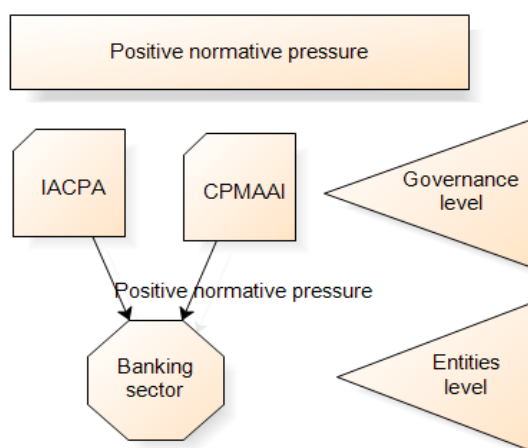 Positive normative pressure
IACPA
CPMAAI
Governance
level
Positive normative pressure
Banking
sector
Entities
level